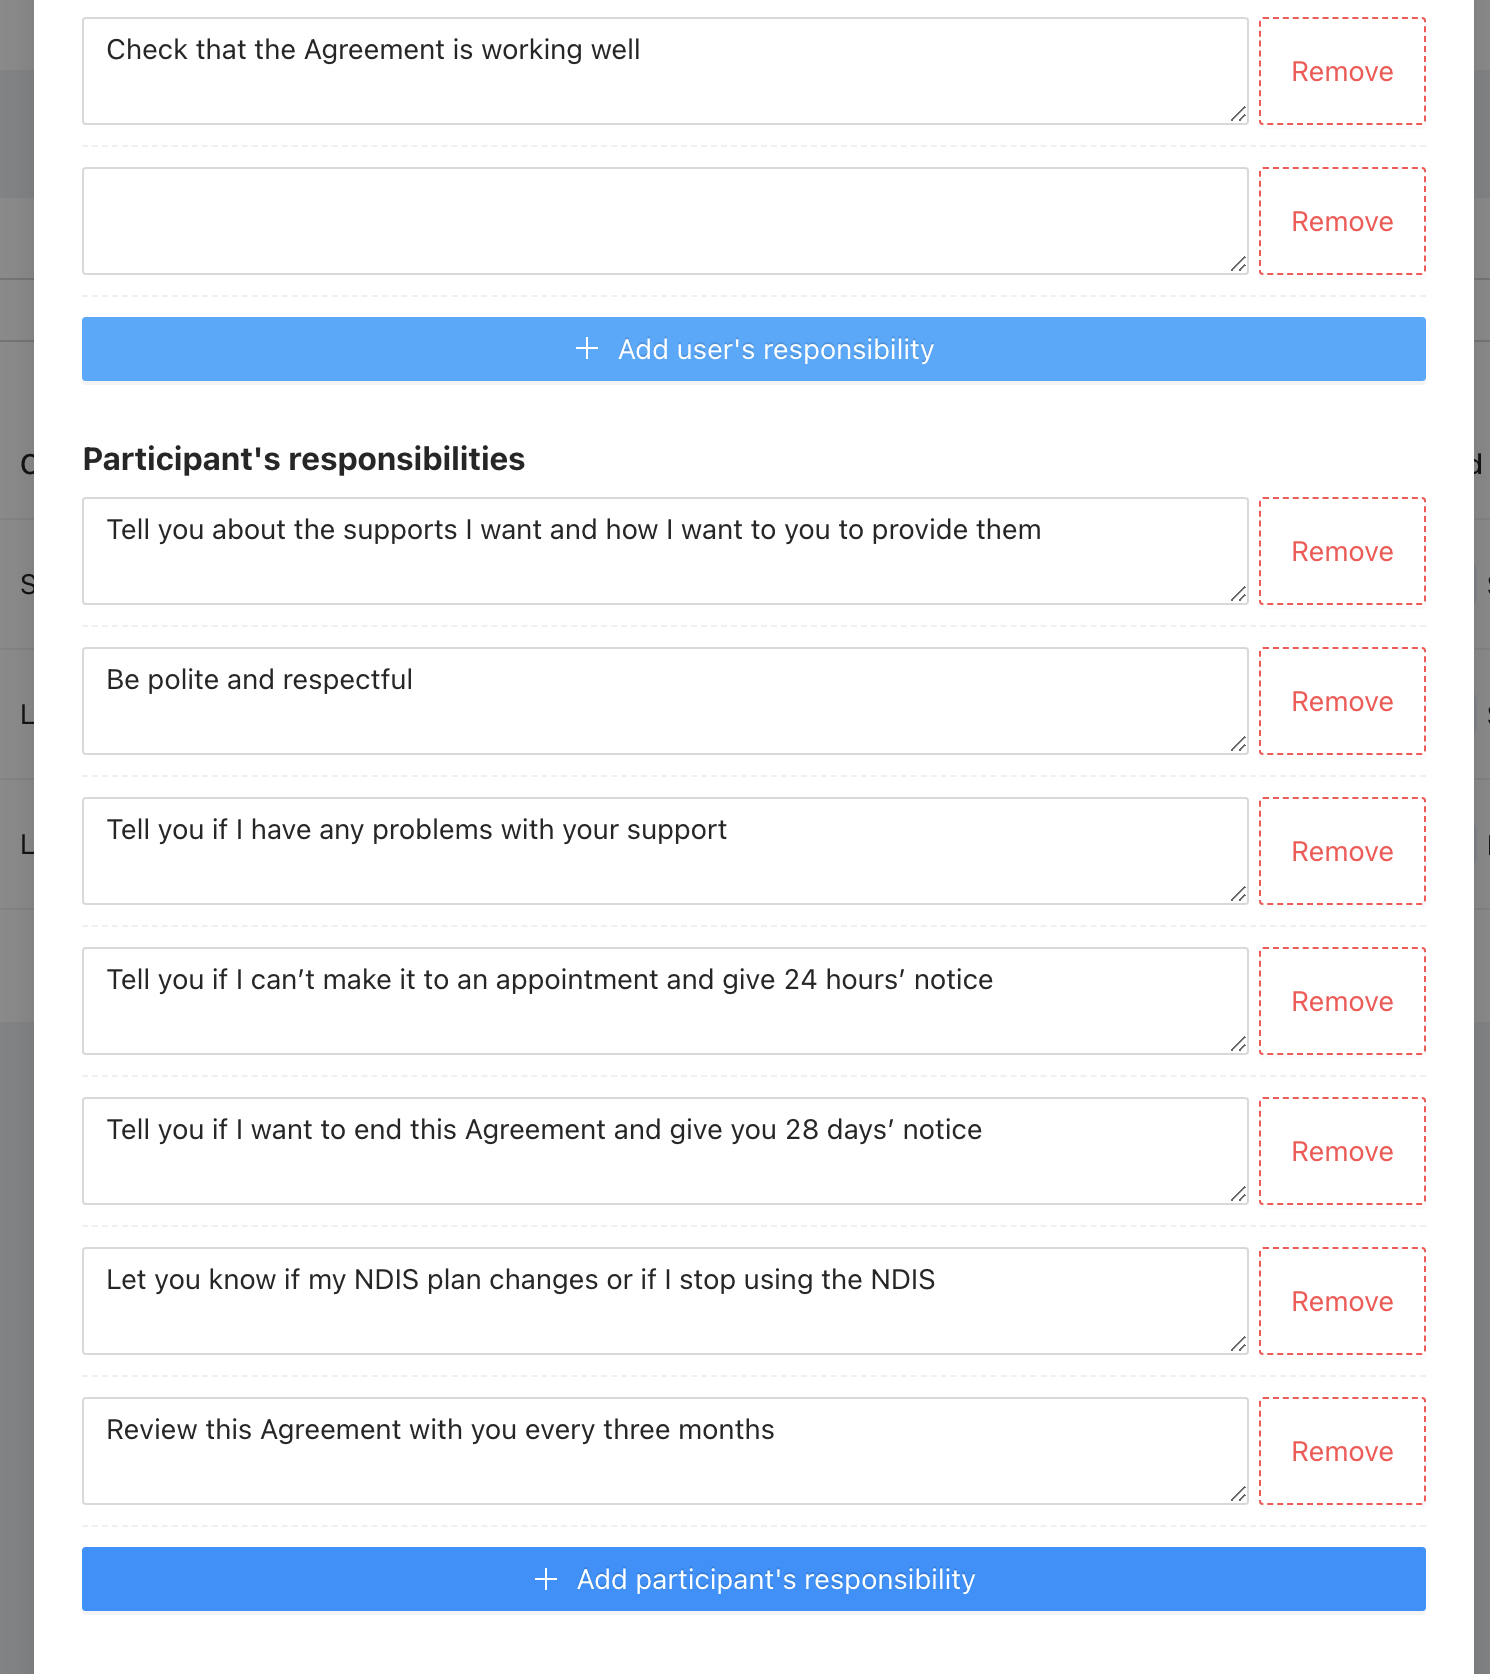 Check that the Agreement is working well
Remove
Remove
+ Add user's responsibility
Participant's responsibilities
Tell you about the supports I want and how I want to you to provide them
Remove
Be polite and respectful
Remove
Tell you if I have any problems with your support
Remove
Tell you if I can’t make it to an appointment and give 24 hours’ notice
Remove
Tell you if I want to end this Agreement and give you 28 days’ notice
Remove
Let you know if my NDIS plan changes or if I stop using the NDIS
Remove
Review this Agreement with you every three months
Remove
+ Add participant's responsibility